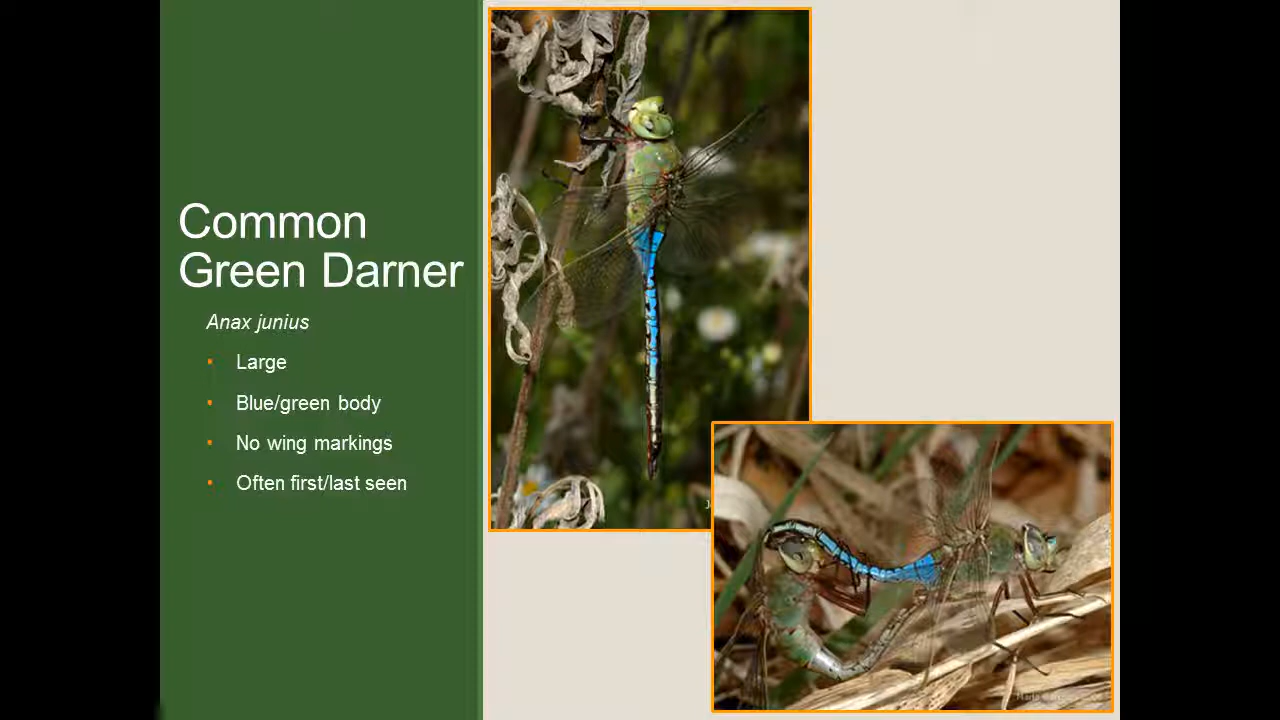 Common
Green Darner
Anax junius
• Large
• Blue/green body
• No wing markings
• Often first/last seen